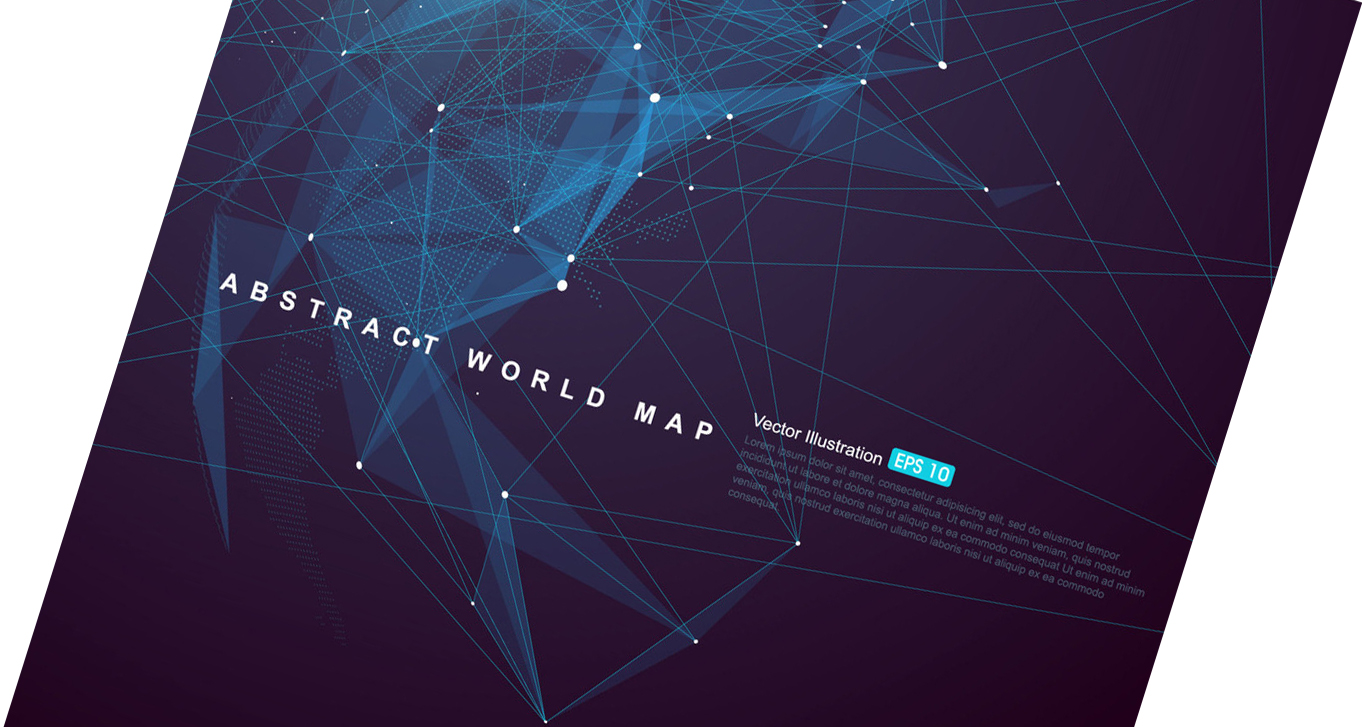 ABSTRACT WORLD MAP
Vector Illustration EPS 10
Lorem ipsum dolor sit amet, consectetur adipisicing elit, sed do eiusmod tempor
incididunt ut labore et dolore magna aliqua. Ut enim ad minim veniam, quis nostrud
exercitation ullamco laboris nisi ut aliquip ex ea commodo consequat Ut enim ad minim
veniam, quis nostrud exercitation ullamco laboris nisi ut aliquip ex ea commodo
consequat.